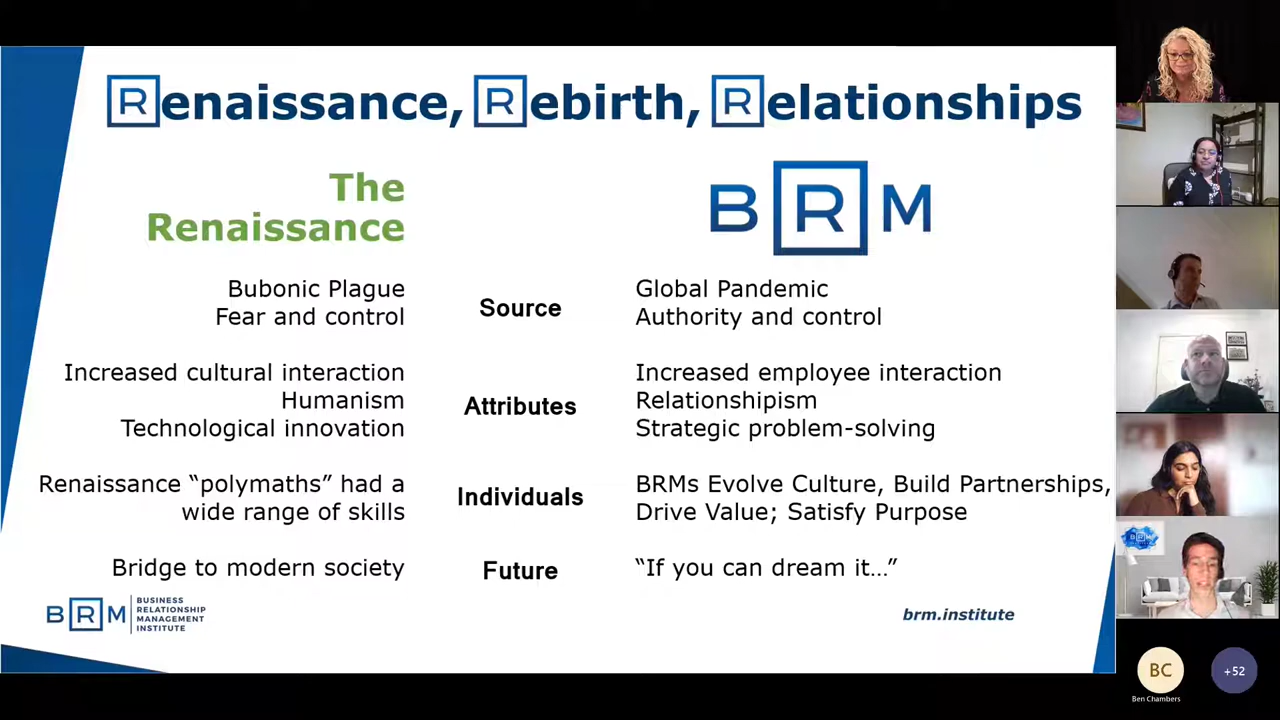 Renaissance, Rebirth, Relationships
The
Renaissance
BRM
Bubonic Plague
Fear and control
Source
Global Pandemic
Authority and control
Increased cultural interaction
Humanism
Technological innovation
Attributes
Increased employee interaction
Relationshipism
Strategic problem-solving
Renaissance “polymaths” had a
wide range of skills
Individuals
BRMs Evolve Culture, Build Partnerships,
Drive Value; Satisfy Purpose
Bridge to modern society
Future
“If you can dream it…”
BRM
BUSINESS
RELATIONSHIP
MANAGEMENT
INSTITUTE
brm.institute
BRM
BC
Ben Chambers
+52